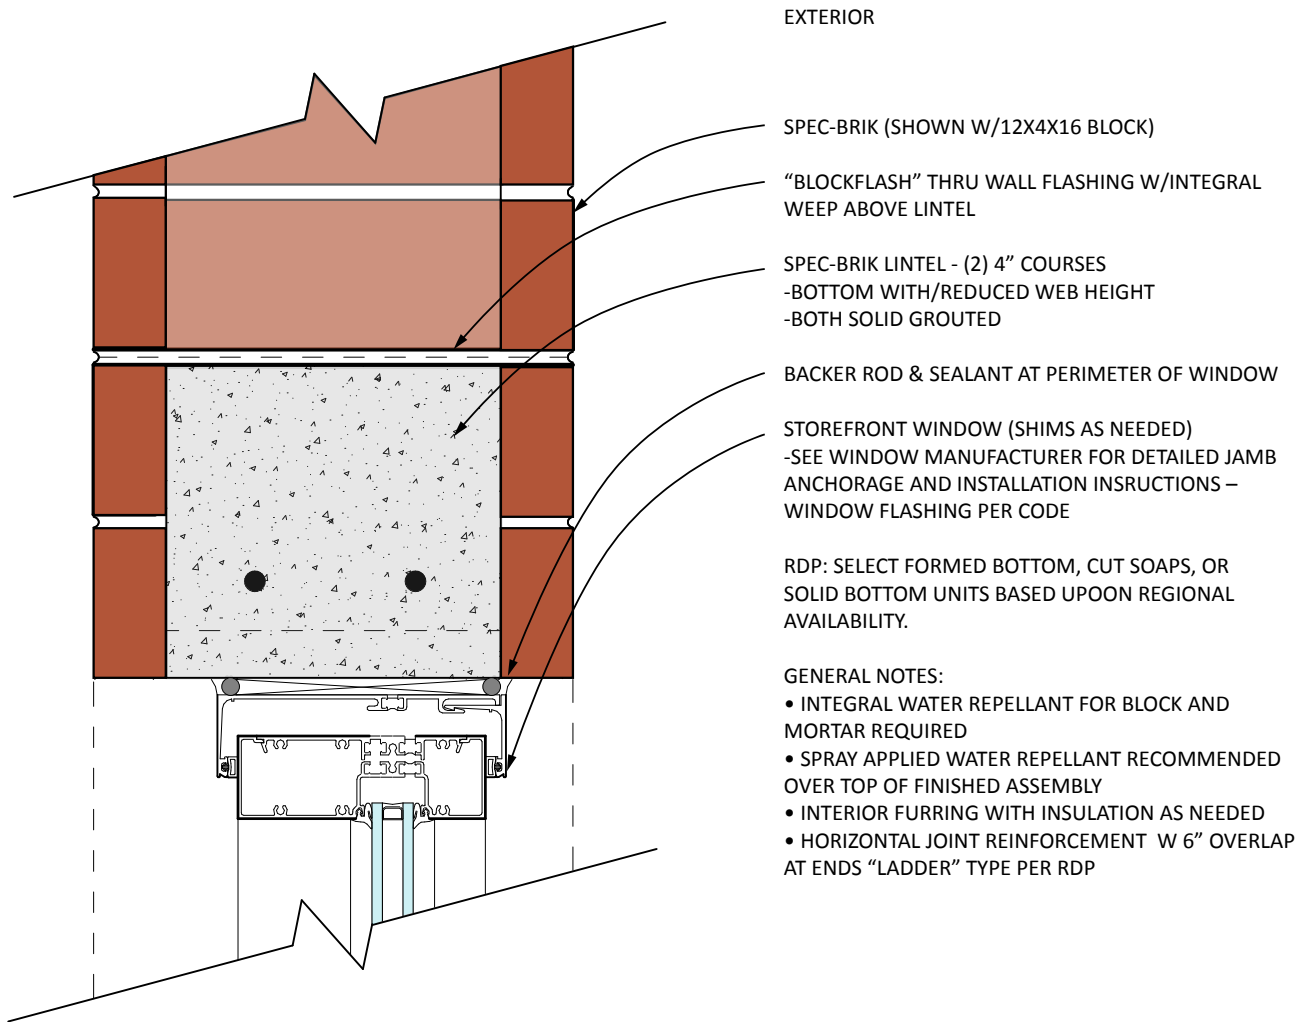 EXTERIOR
SPEC-BRIK (SHOWN W/12X4X16 BLOCK)
“BLOCKFLASH” THRU WALL FLASHING W/INTEGRAL
WEEP ABOVE LINTEL
SPEC-BRIK LINTEL - (2) 4” COURSES
-BOTTOM WITH/REDUCED WEB HEIGHT
-BOTH SOLID GROUTED
BACKER ROD & SEALANT AT PERIMETER OF WINDOW
STOREFRONT WINDOW (SHIMS AS NEEDED)
-SEE WINDOW MANUFACTURER FOR DETAILED JAMB
ANCHORAGE AND INSTALLATION INSRUCTIONS –
WINDOW FLASHING PER CODE
RDP: SELECT FORMED BOTTOM, CUT SOAPS, OR
SOLID BOTTOM UNITS BASED UPOON REGIONAL
AVAILABILITY.
GENERAL NOTES:
• INTEGRAL WATER REPELLANT FOR BLOCK AND
MORTAR REQUIRED
• SPRAY APPLIED WATER REPELLANT RECOMMENDED
OVER TOP OF FINISHED ASSEMBLY
• INTERIOR FURRING WITH INSULATION AS NEEDED
• HORIZONTAL JOINT REINFORCEMENT  W 6” OVERLAP
AT ENDS “LADDER” TYPE PER RDP